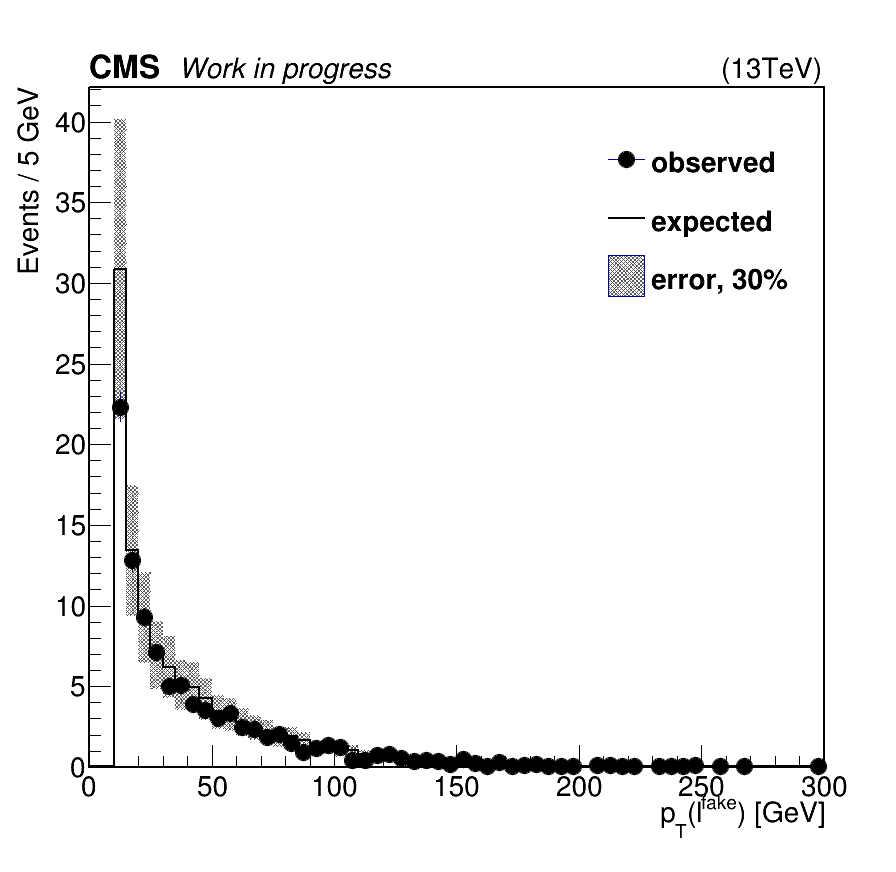 CMS Work in progress (13TeV)
Events / 5 GeV
40
35
30
25
20
15
10
5
0
observed
expected
error, 30%
0 50 100 150 200 250 300
p_T(l^fake) [GeV]